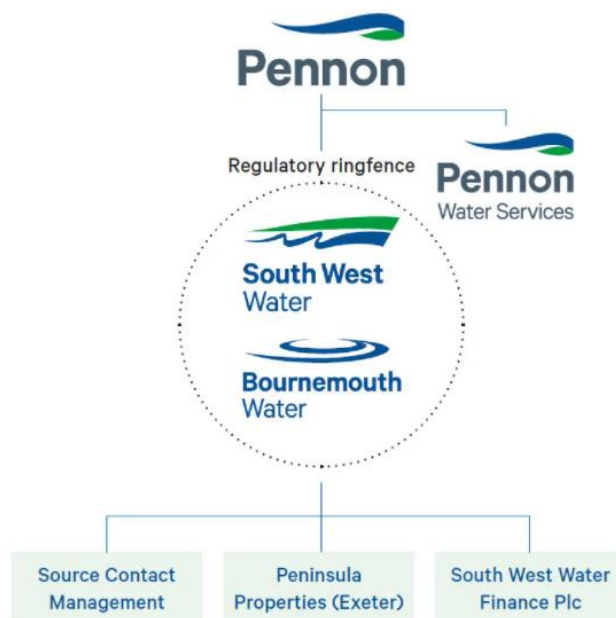 Pennon
Regulatory ringfence
Pennon
Water Services
South West
Water
Bournemouth
Water
Source Contact
Management
Peninsula
Properties (Exeter)
South West Water
Finance Plc